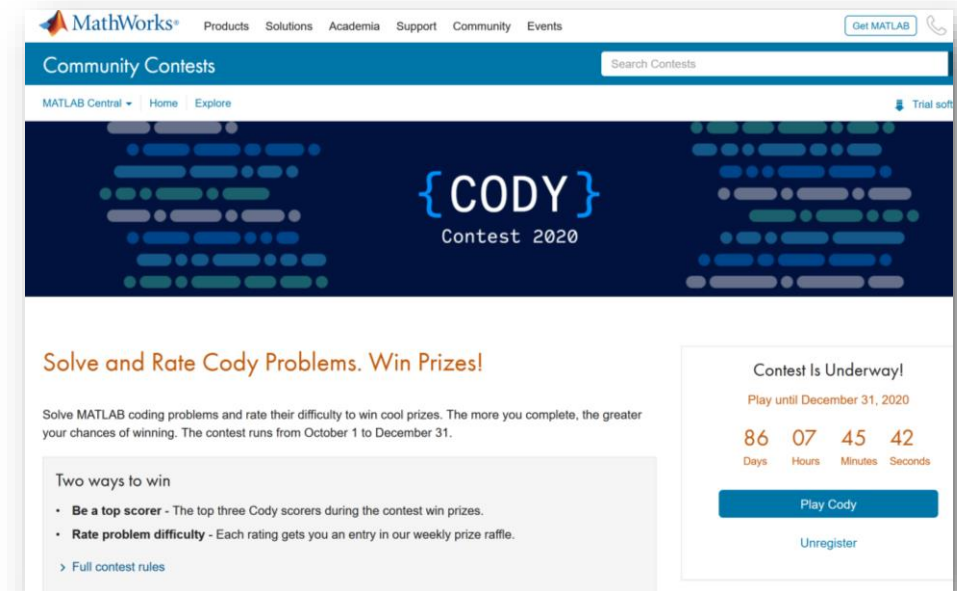 MathWorks®
Products Solutions Academia Support Community Events
Get MATLAB
Community Contests
Search Contests
MATLAB Central Home Explore
Trial soft
{CODY}
Contest 2020
Solve and Rate Cody Problems. Win Prizes!
Solve MATLAB coding problems and rate their difficulty to win cool prizes. The more you complete, the greater
your chances of winning. The contest runs from October 1 to December 31.
Two ways to win
• Be a top scorer - The top three Cody scorers during the contest win prizes.
• Rate problem difficulty - Each rating gets you an entry in our weekly prize raffle.
> Full contest rules
Contest Is Underway!
Play until December 31, 2020
86 07 45 42
Days Hours Minutes Seconds
Play Cody
Unregister